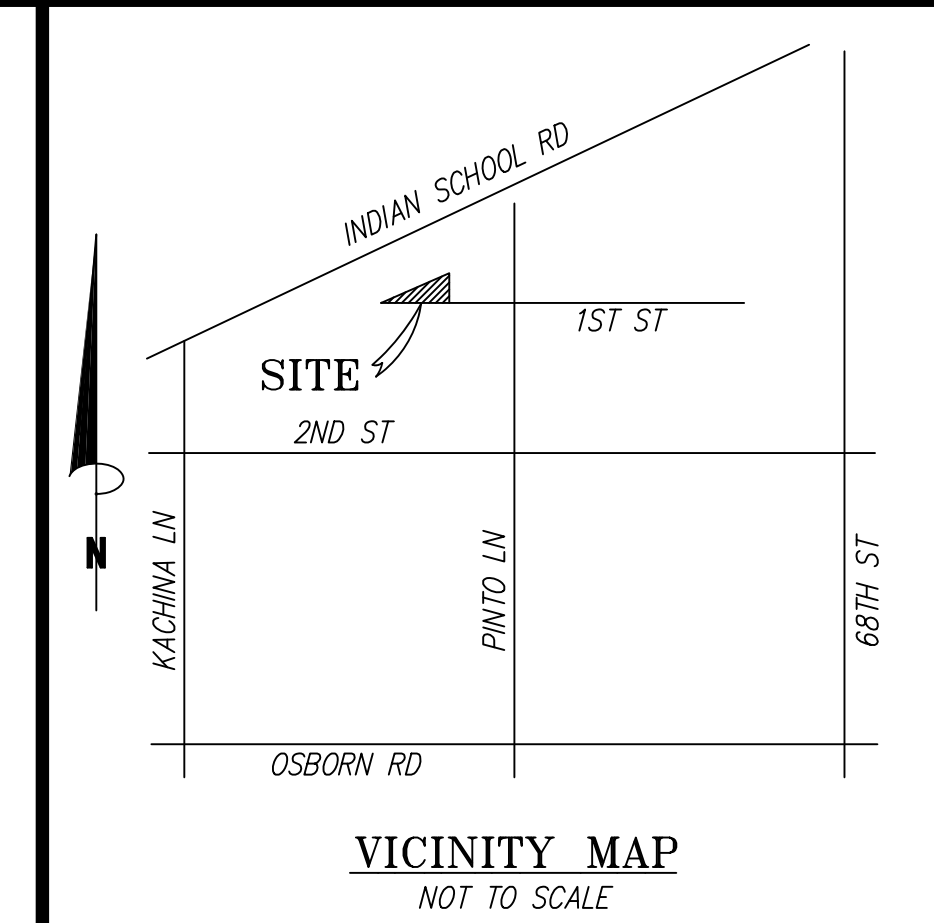 INDIAN SCHOOL RD
1ST ST
SITE
2ND ST
N
KACHINA LN
PINTO LN
68TH ST
OSBORN RD
VICINITY MAP
NOT TO SCALE